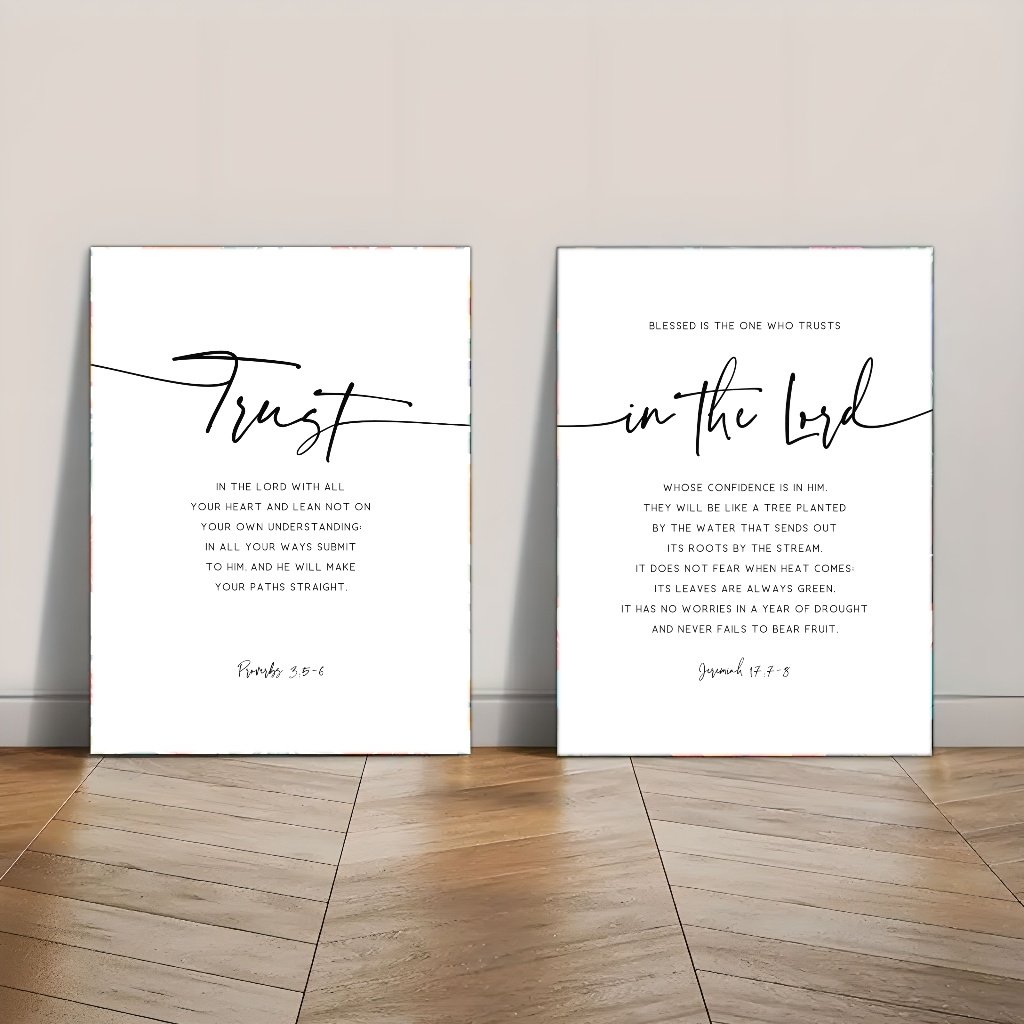 Trust
IN THE LORD WITH ALL
YOUR HEART AND LEAN NOT ON
YOUR OWN UNDERSTANDING;
IN ALL YOUR WAYS SUBMIT
TO HIM, AND HE WILL MAKE
YOUR PATHS STRAIGHT.
Proverbs 3:5-6
BLESSED IS THE ONE WHO TRUSTS
in the Lord
WHOSE CONFIDENCE IS IN HIM.
THEY WILL BE LIKE A TREE PLANTED
BY THE WATER THAT SENDS OUT
ITS ROOTS BY THE STREAM.
IT DOES NOT FEAR WHEN HEAT COMES;
ITS LEAVES ARE ALWAYS GREEN.
IT HAS NO WORRIES IN A YEAR OF DROUGHT
AND NEVER FAILS TO BEAR FRUIT.
Jeremiah 17:7-8